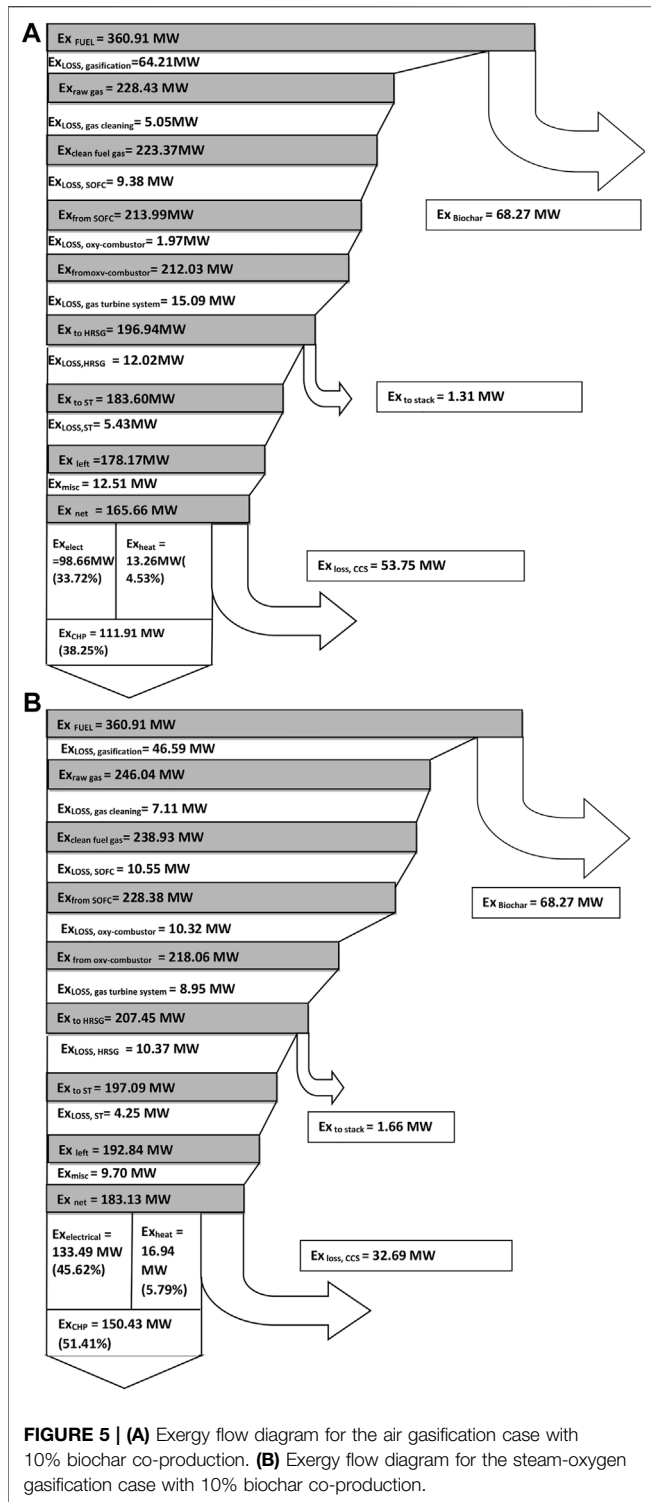 A
Ex FUEL = 360.91 MW
ExLOSS, gasification=64.21MW
Exraw gas = 228.43 MW
ExLOSS, gas cleaning= 5.05MW
Exclean fuel gas= 223.37MW
ExLOSS, SOFC= 9.38 MW
Ex Biochar= 68.27 MW
Exfrom SOFC= 213.99MW
ExLOSS, oxy-combustor = 1.97MW
Exfromoxv-combustor= 212.03 MW
ExLOSS, gas turbine system= 15.09 MW
Ex to HRSG= 196.94MW
ExLOSS,HRSG = 12.02MW
Ex to ST = 183.60MW
Ex to stack = 1.31 MW
ExLOSS,ST= 5.43MW
Ex left =178.17MW
Exmisc = 12.51 MW
Ex net = 165.66 MW
Exelect
=98.66MW
(33.72%)
Exheat =
13.26MW(
4.53%)
Ex loss, CCS = 53.75 MW
ExCHP = 111.91 MW
(38.25%)
B
Ex FUEL = 360.91 MW
ExLOSS, gasification = 46.59 MW
Exraw gas = 246.04 MW
ExLOSS, gas cleaning= 7.11 MW
Exclean fuel gas= 238.93 MW
ExLOSS, SOFC = 10.55 MW
Exfrom SOFC= 228.38 MW
Ex Biochar = 68.27 MW
ExLOSS, oxy-combustor = 10.32 MW
Ex from oxy-combustor = 218.06 MW
ExLOSS, gas turbine system = 8.95 MW
Ex to HRSG= 207.45 MW
ExLOSS, HRSG = 10.37 MW
Ex to ST = 197.09 MW
ExLOSS, ST= 4.25 MW
Ex to stack = 1.66 MW
Ex left = 192.84 MW
Exmisc= 9.70 MW
Ex net = 183.13 MW
Exelectrical =
133.49 MW
(45.62%)
Exheat =
16.94
MW
(5.79%)
Ex loss, CCS = 32.69 MW
ExCHP = 150.43 MW
(51.41%)
FIGURE 5 | (A) Exergy flow diagram for the air gasification case with
10% biochar co-production. (B) Exergy flow diagram for the steam-oxygen
gasification case with 10% biochar co-production.